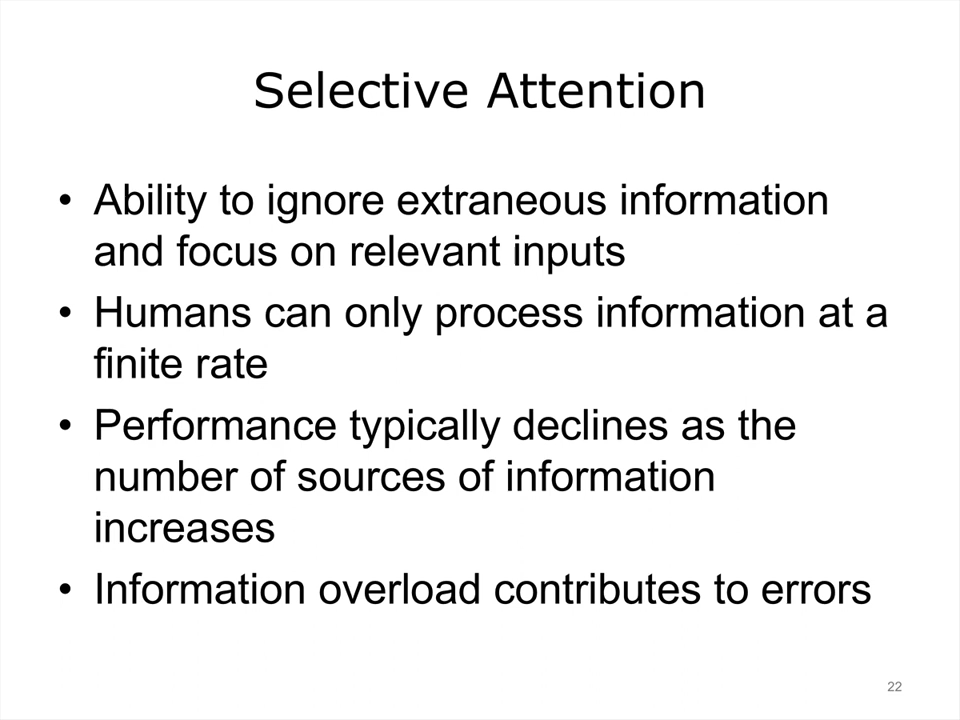 Selective Attention
• Ability to ignore extraneous information
and focus on relevant inputs
• Humans can only process information at a
finite rate
• Performance typically declines as the
number of sources of information
increases
• Information overload contributes to errors
22